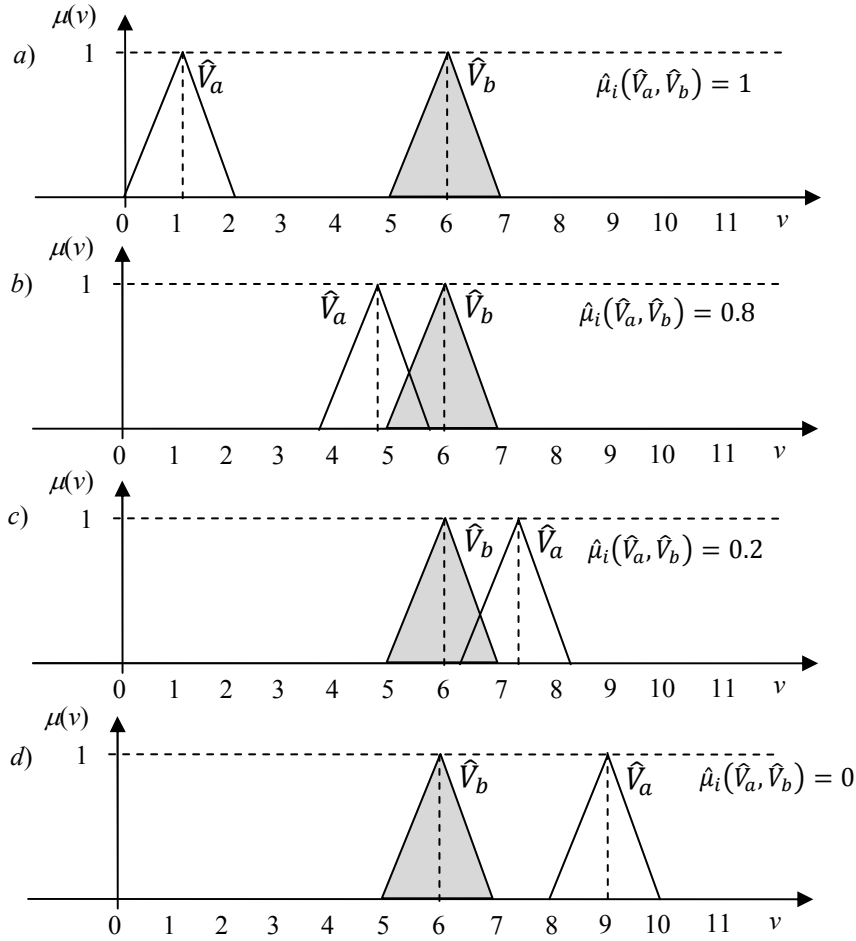 μ(v)
a) 1 V̂a V̂b μ̂i(V̂a, V̂b) = 1
0 1 2 3 4 5 6 7 8 9 10 11 v
μ(v)
b) 1 V̂a V̂b μ̂i(V̂a, V̂b) = 0.8
0 1 2 3 4 5 6 7 8 9 10 11 v
μ(v)
c) 1 V̂b V̂a μ̂i(V̂a, V̂b) = 0.2
0 1 2 3 4 5 6 7 8 9 10 11 v
μ(v)
d) 1 V̂b V̂a μ̂i(V̂a, V̂b) = 0
0 1 2 3 4 5 6 7 8 9 10 11 v